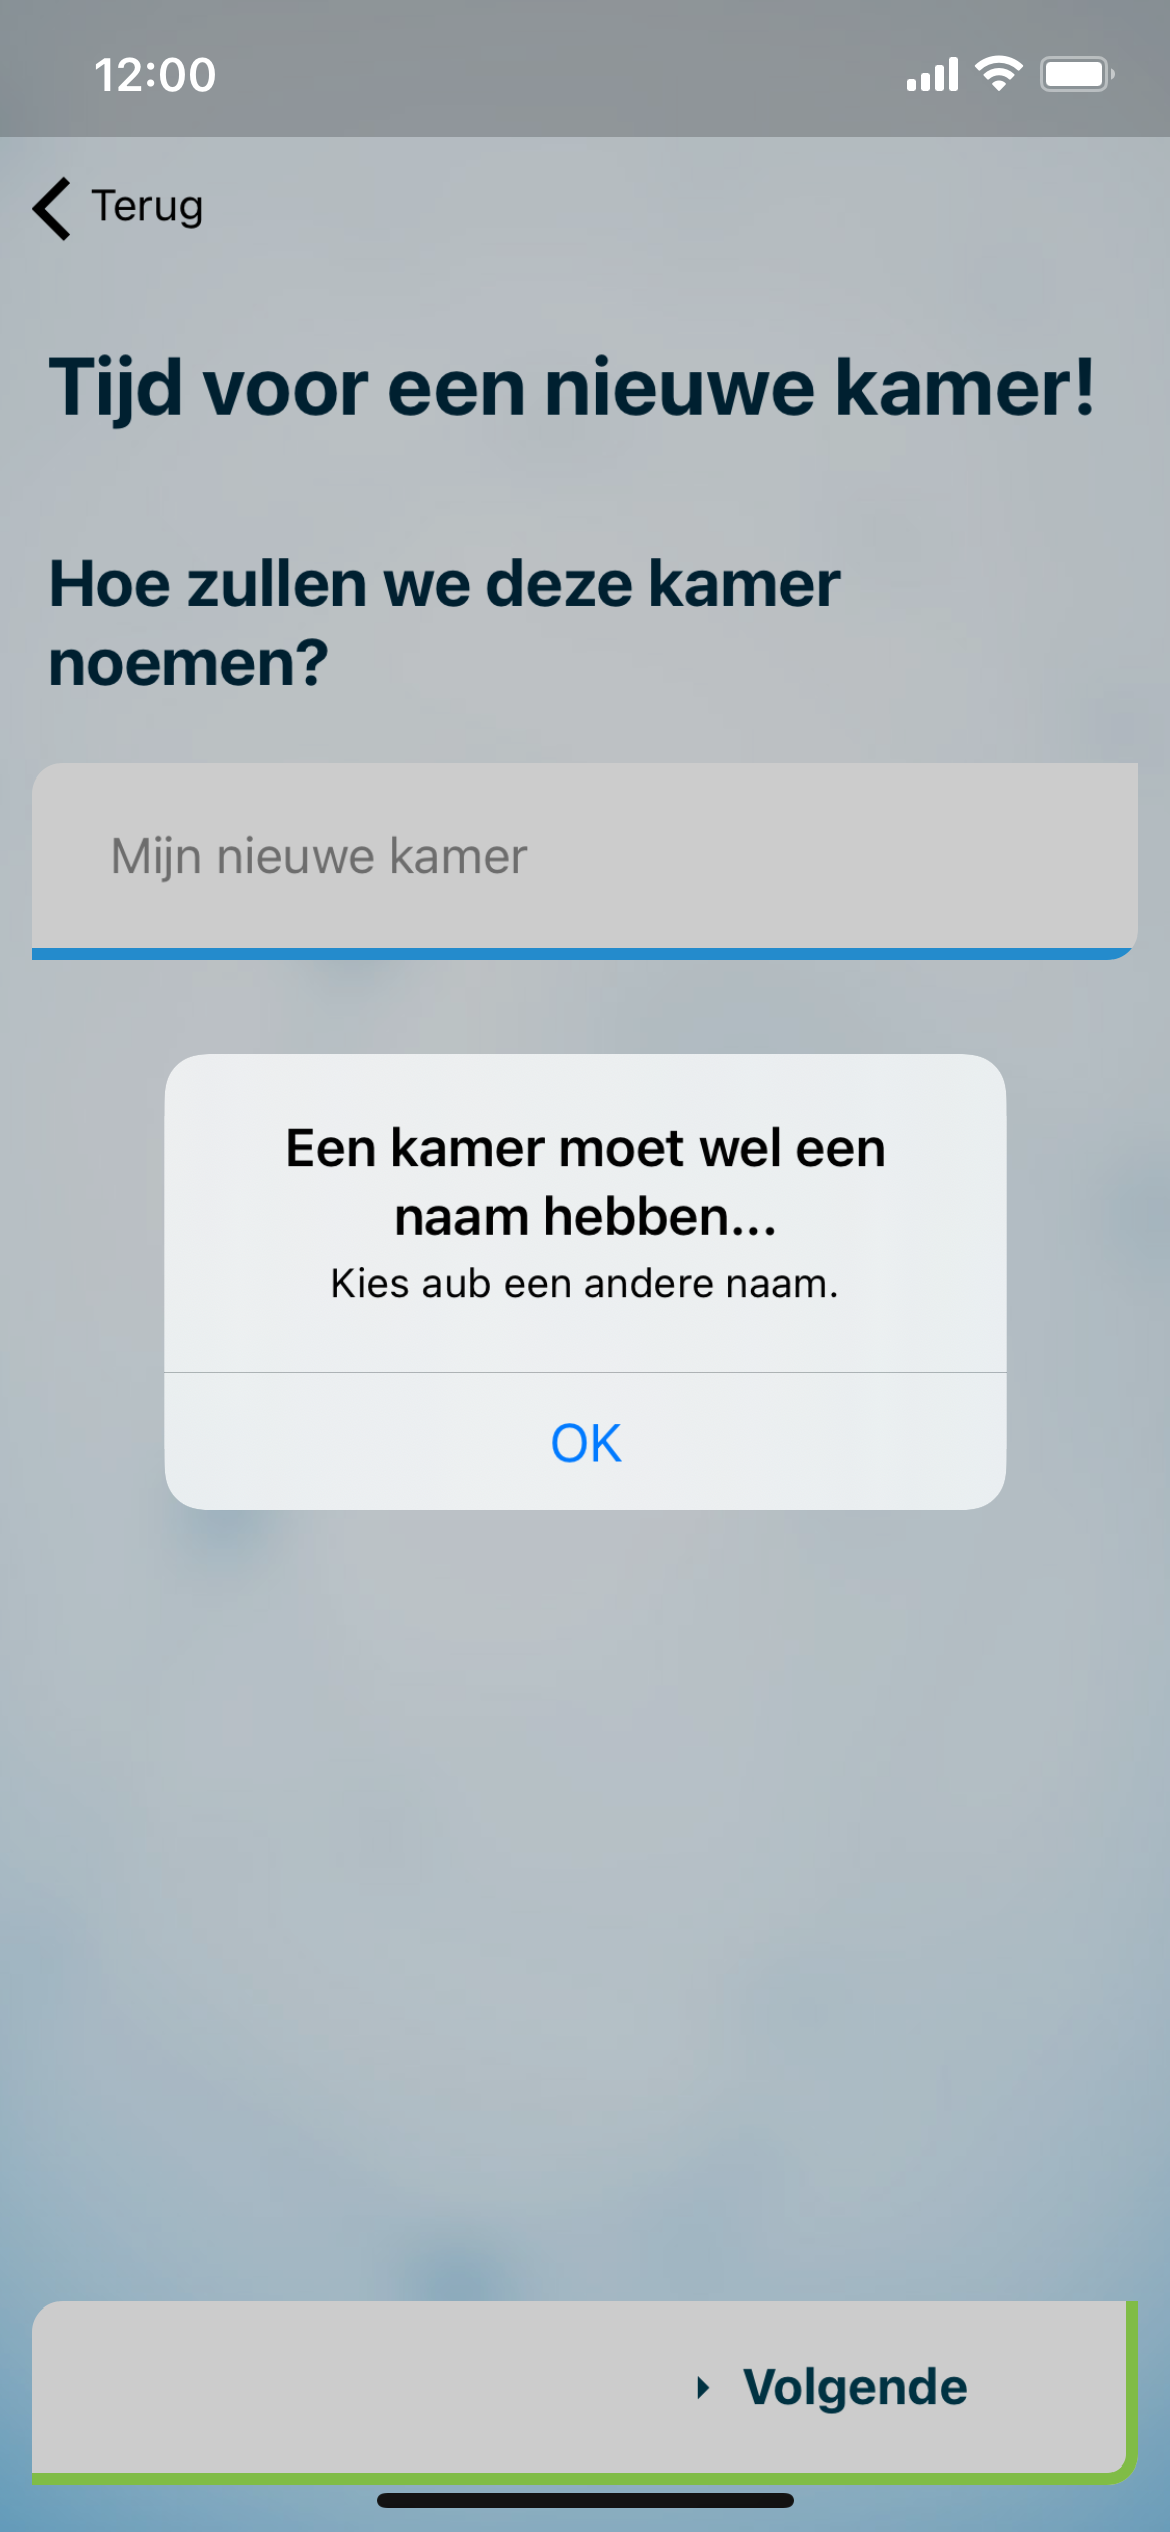 12:00
Terug
Tijd voor een nieuwe kamer!
Hoe zullen we deze kamer
noemen?
Mijn nieuwe kamer
Een kamer moet wel een
naam hebben...
Kies aub een andere naam.
OK
Volgende